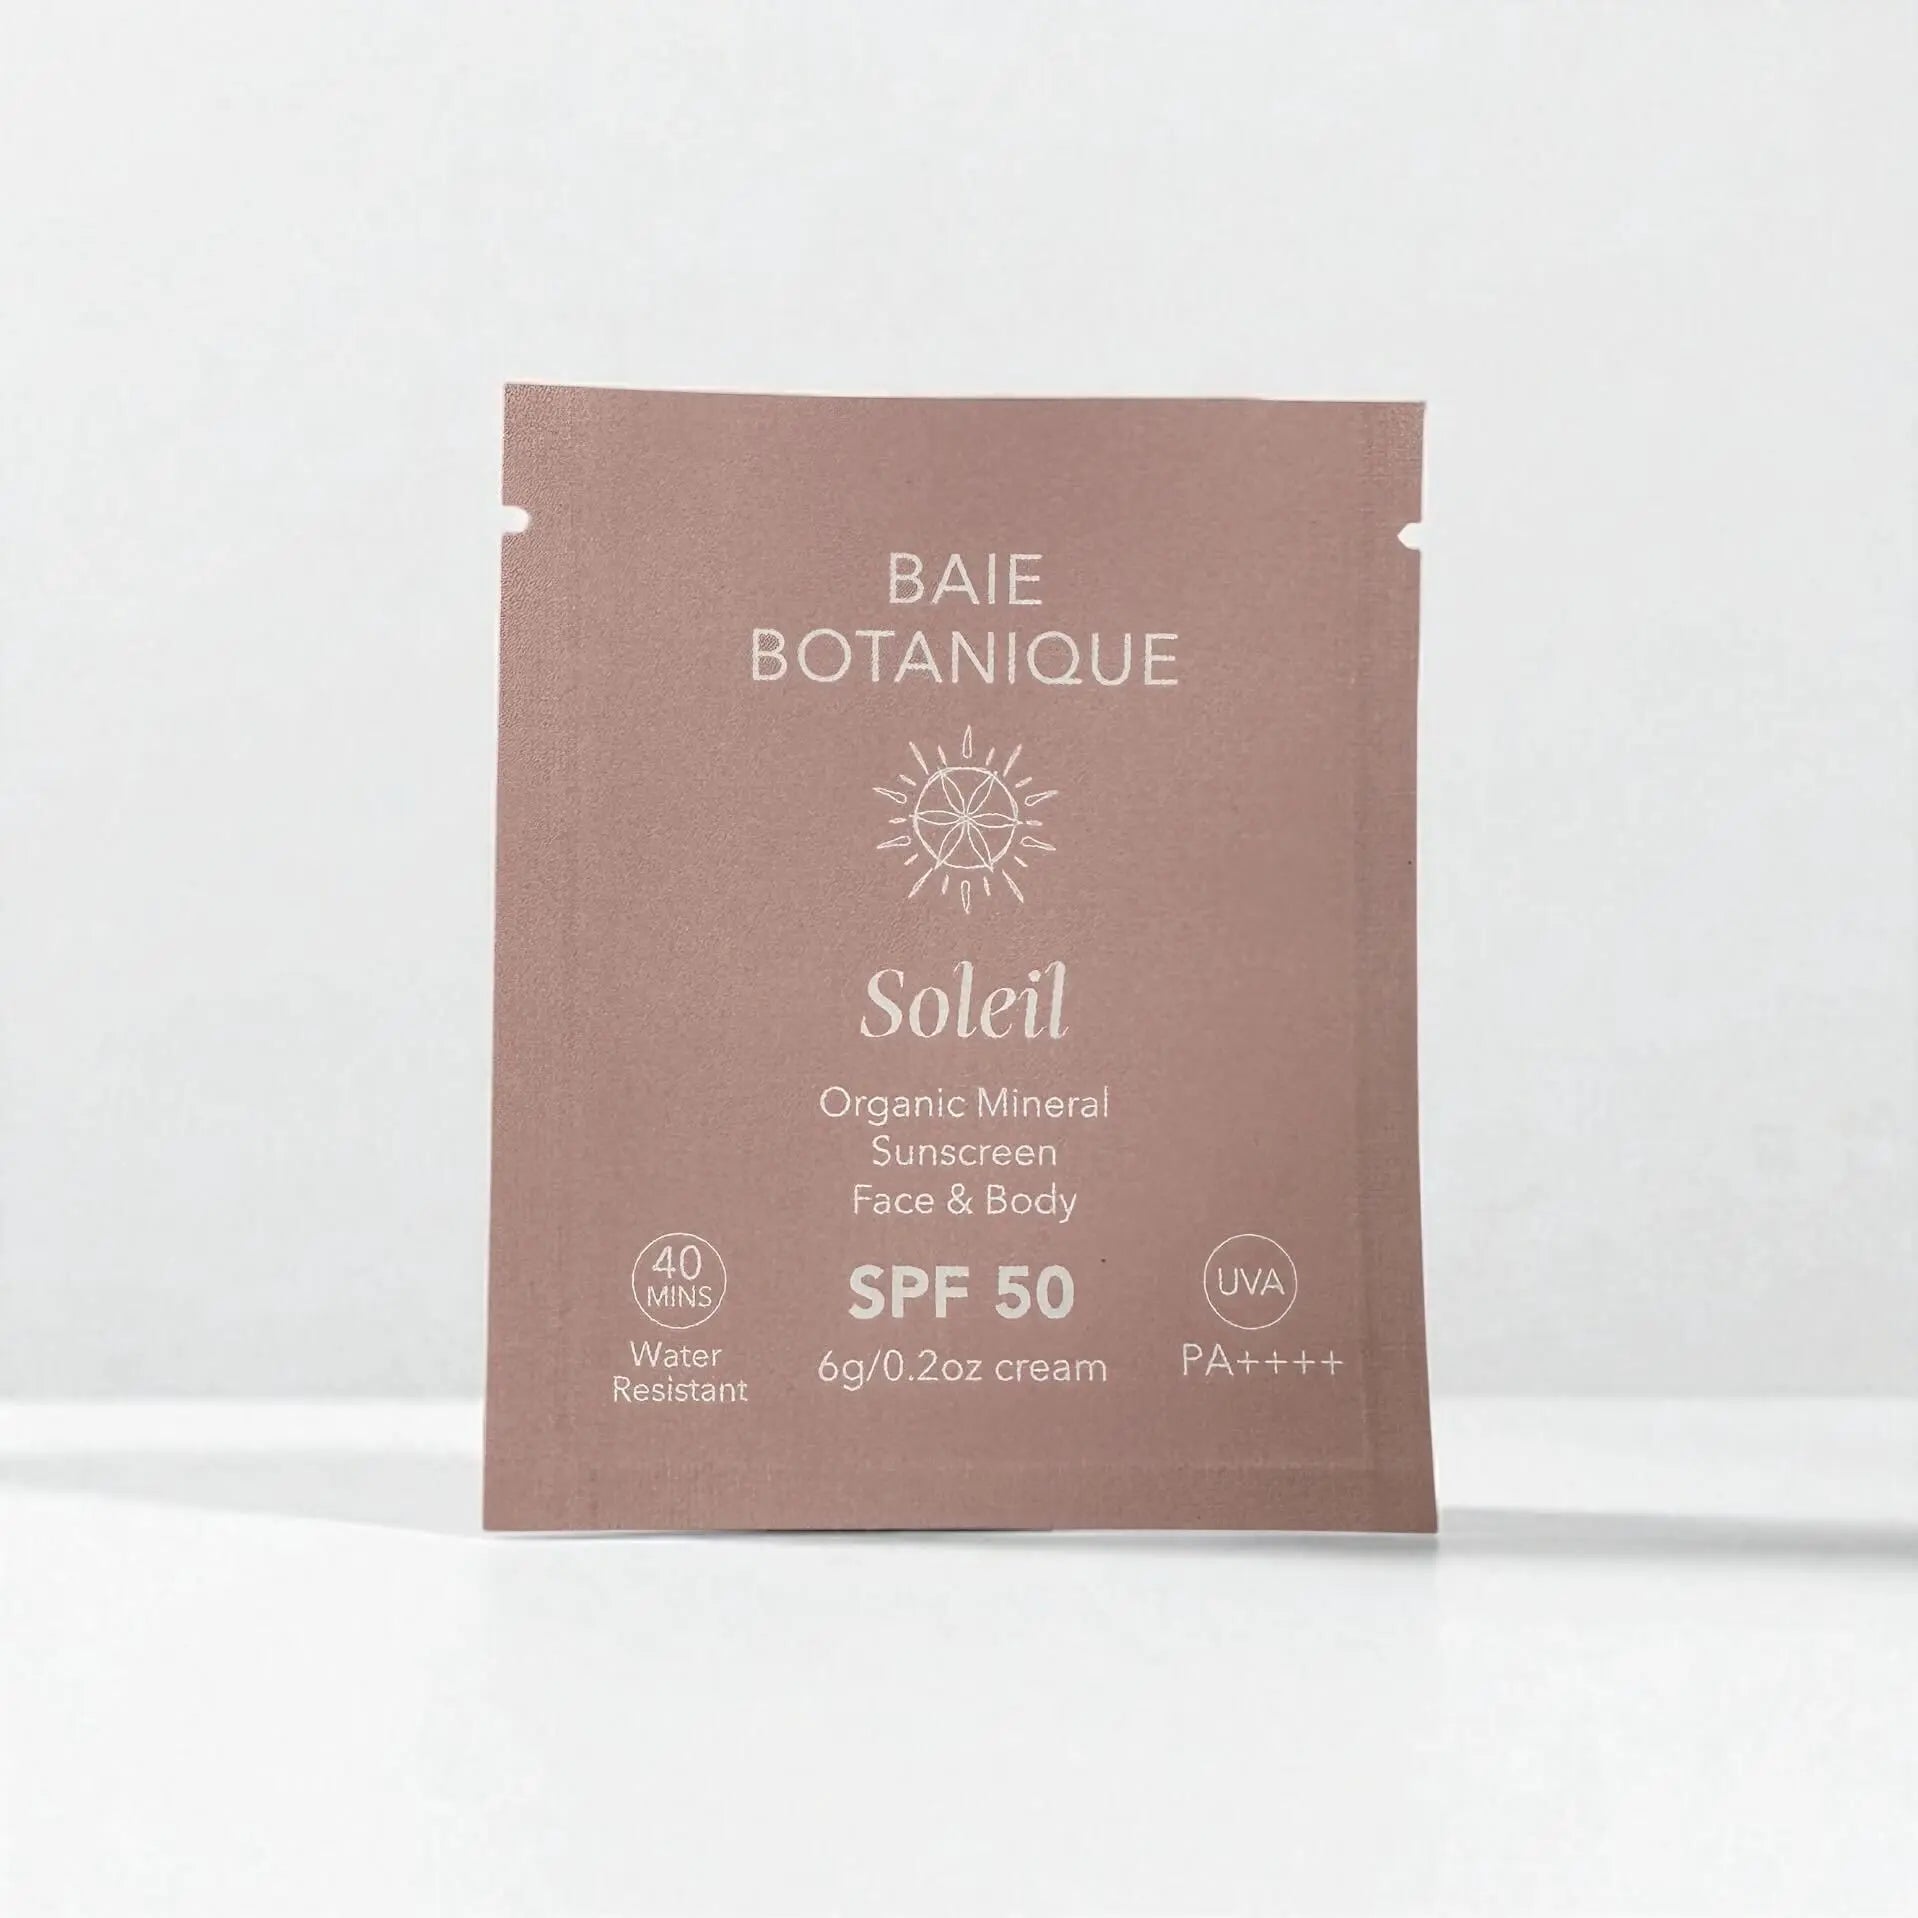 BAIE
BOTANIQUE
Soleil
Organic Mineral
Sunscreen
Face & Body
40
MINS
Water
Resistant
SPF 50
6g/0.2oz cream
UVA
PA++++